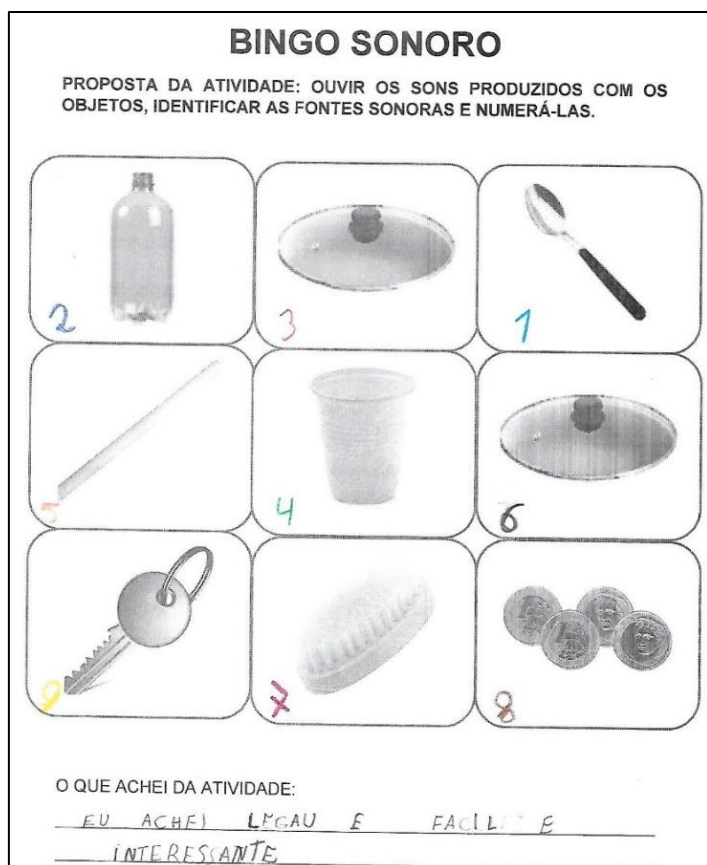 BINGO SONORO
PROPOSTA DA ATIVIDADE: OUVIR OS SONS PRODUZIDOS COM OS
OBJETOS, IDENTIFICAR AS FONTES SONORAS E NUMERÁ-LAS.
2
3
1
5
4
6
9
7
8
O QUE ACHEI DA ATIVIDADE:
EU ACHEI LEGAU E FACIL E
INTERESSANTE